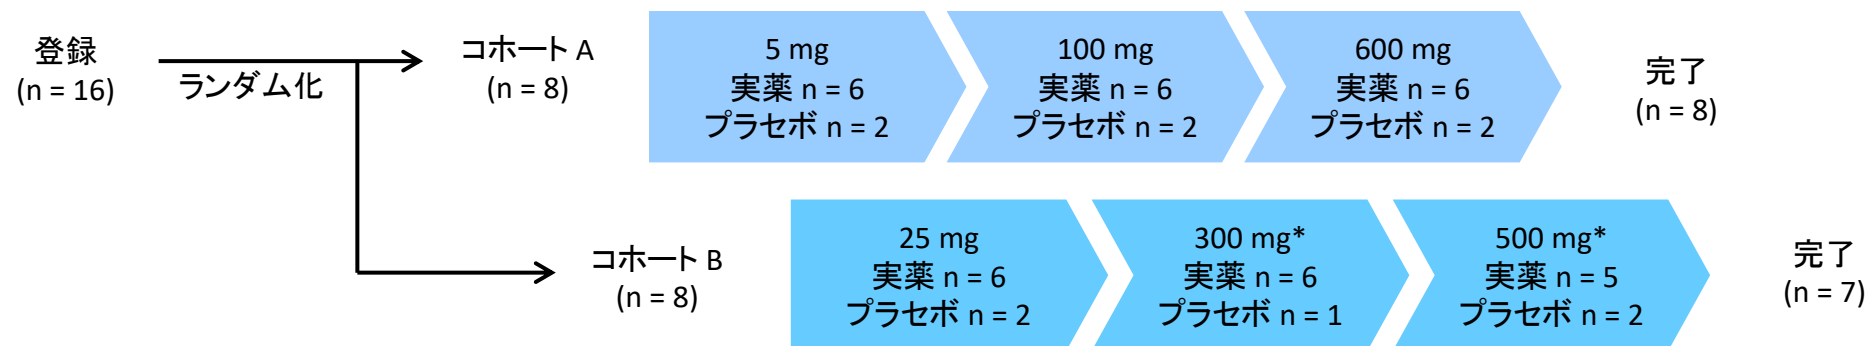 登録
(n = 16)
ランダム化
コホート A
(n = 8)
5 mg
実薬 n = 6
プラセボ n = 2
100 mg
実薬 n = 6
プラセボ n = 2
600 mg
実薬 n = 6
プラセボ n = 2
完了
(n = 8)
コホート B
(n = 8)
25 mg
実薬 n = 6
プラセボ n = 2
300 mg*
実薬 n = 6
プラセボ n = 1
500 mg*
実薬 n = 5
プラセボ n = 2
完了
(n = 7)